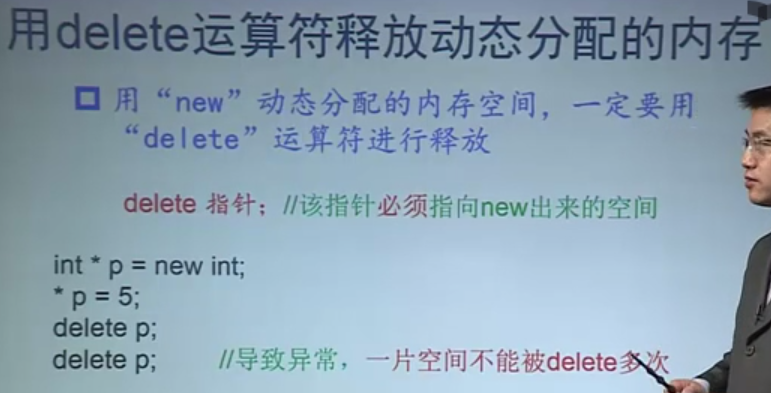 用delete运算符释放动态分配的内存
用“new”动态分配的内存空间，一定要用
“delete”运算符进行释放
delete 指针；//该指针必须指向new出来的空间
int * p = new int;
* p = 5;
delete p;
delete p; //导致异常，一片空间不能被delete多次